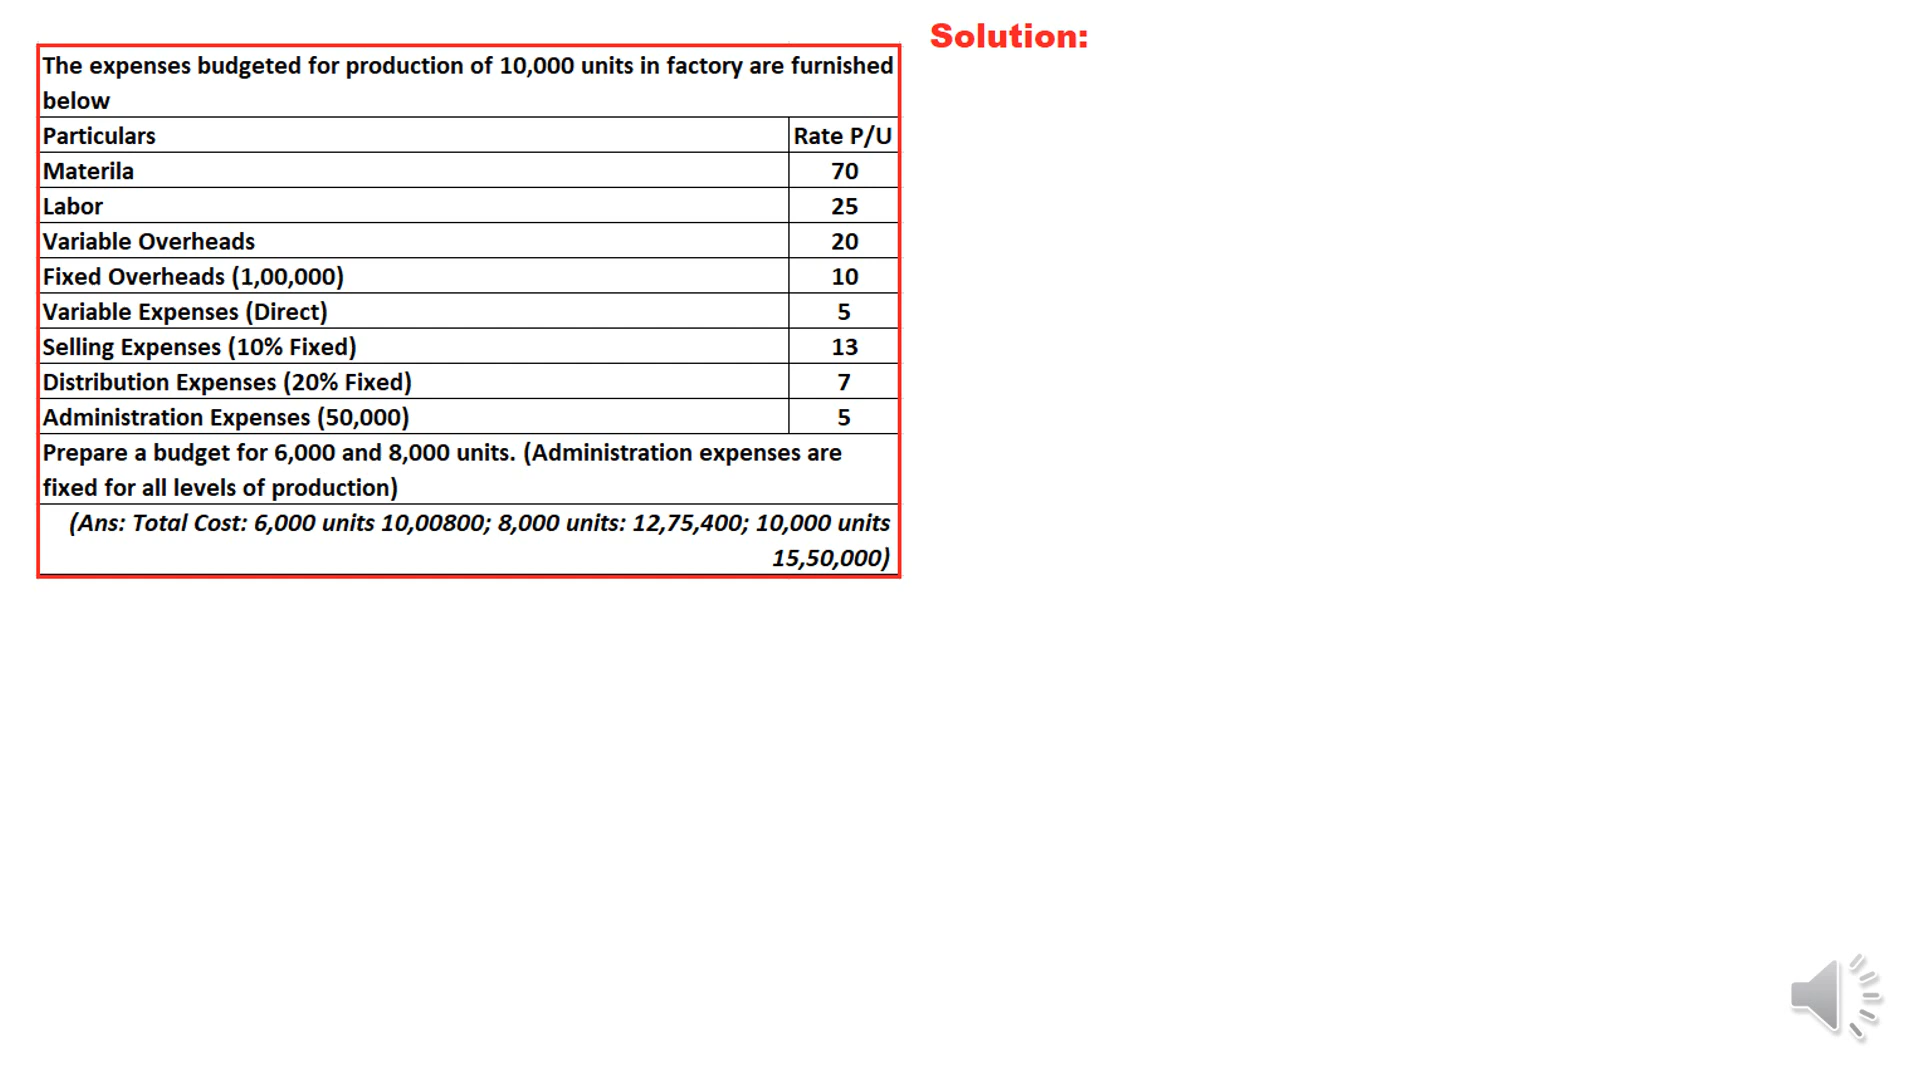 Solution:
The expenses budgeted for production of 10,000 units in factory are furnished
below
Particulars Rate P/U
Materila 70
Labor 25
Variable Overheads 20
Fixed Overheads (1,00,000) 10
Variable Expenses (Direct) 5
Selling Expenses (10% Fixed) 13
Distribution Expenses (20% Fixed) 7
Administration Expenses (50,000) 5
Prepare a budget for 6,000 and 8,000 units. (Administration expenses are
fixed for all levels of production)
(Ans: Total Cost: 6,000 units 10,00800; 8,000 units: 12,75,400; 10,000 units
15,50,000)